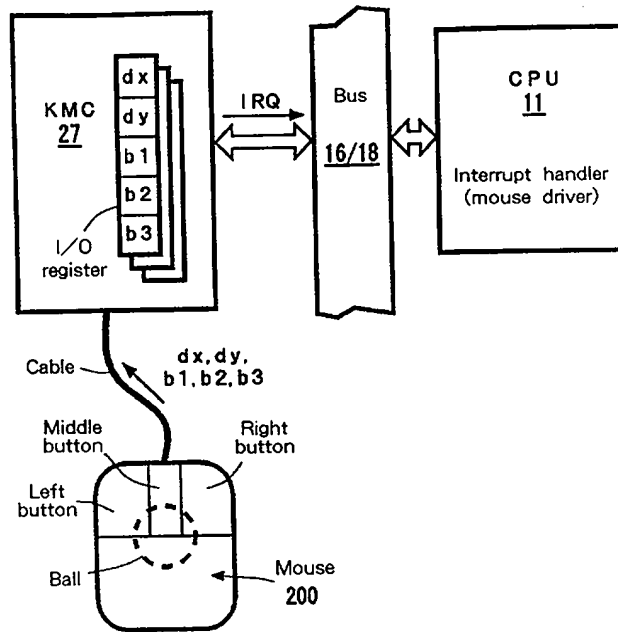 KMC
27
dx
dy
b1
b2
b3
I/O
register
IRQ
Bus
16/18
CPU
11
Interrupt handler
(mouse driver)
Cable
dx, dy,
b1, b2, b3
Middle
button
Right
button
Left
button
Ball
Mouse
200